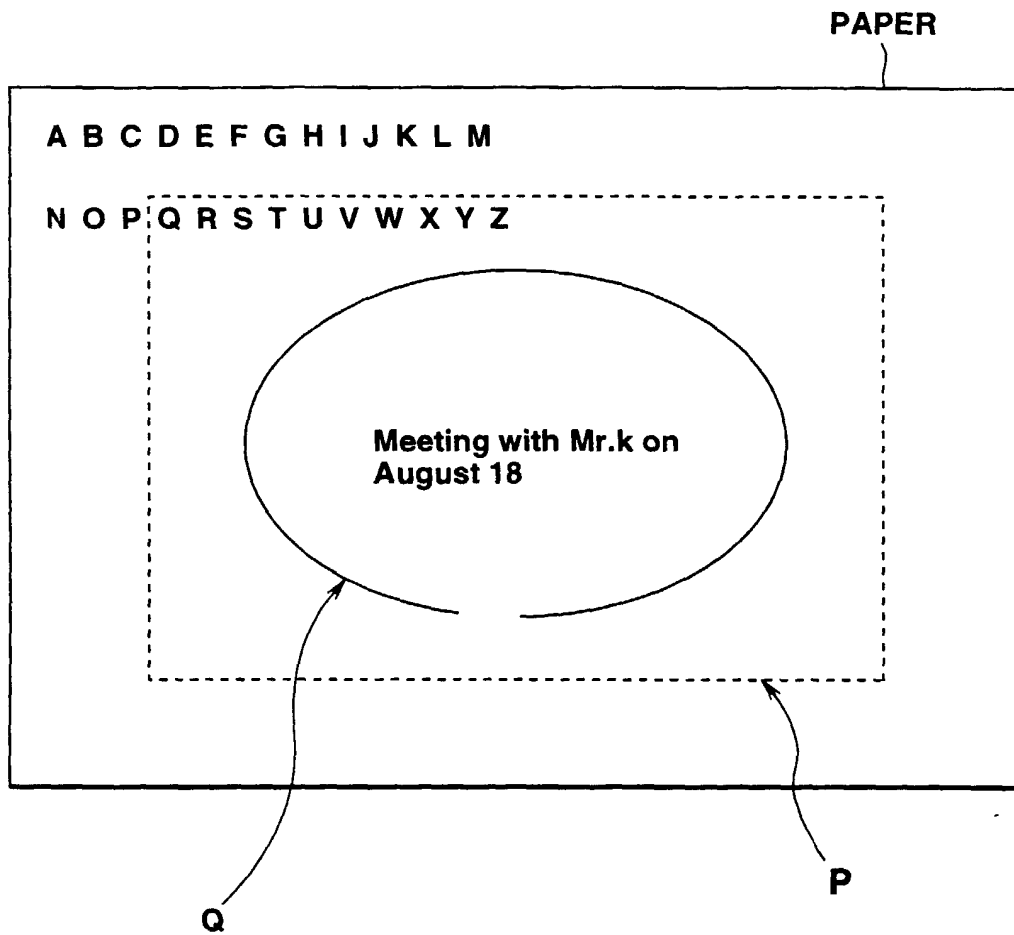 PAPER
A B C D E F G H I J K L M
N O P Q R S T U V W X Y Z
Meeting with Mr.k on
August 18
P
Q